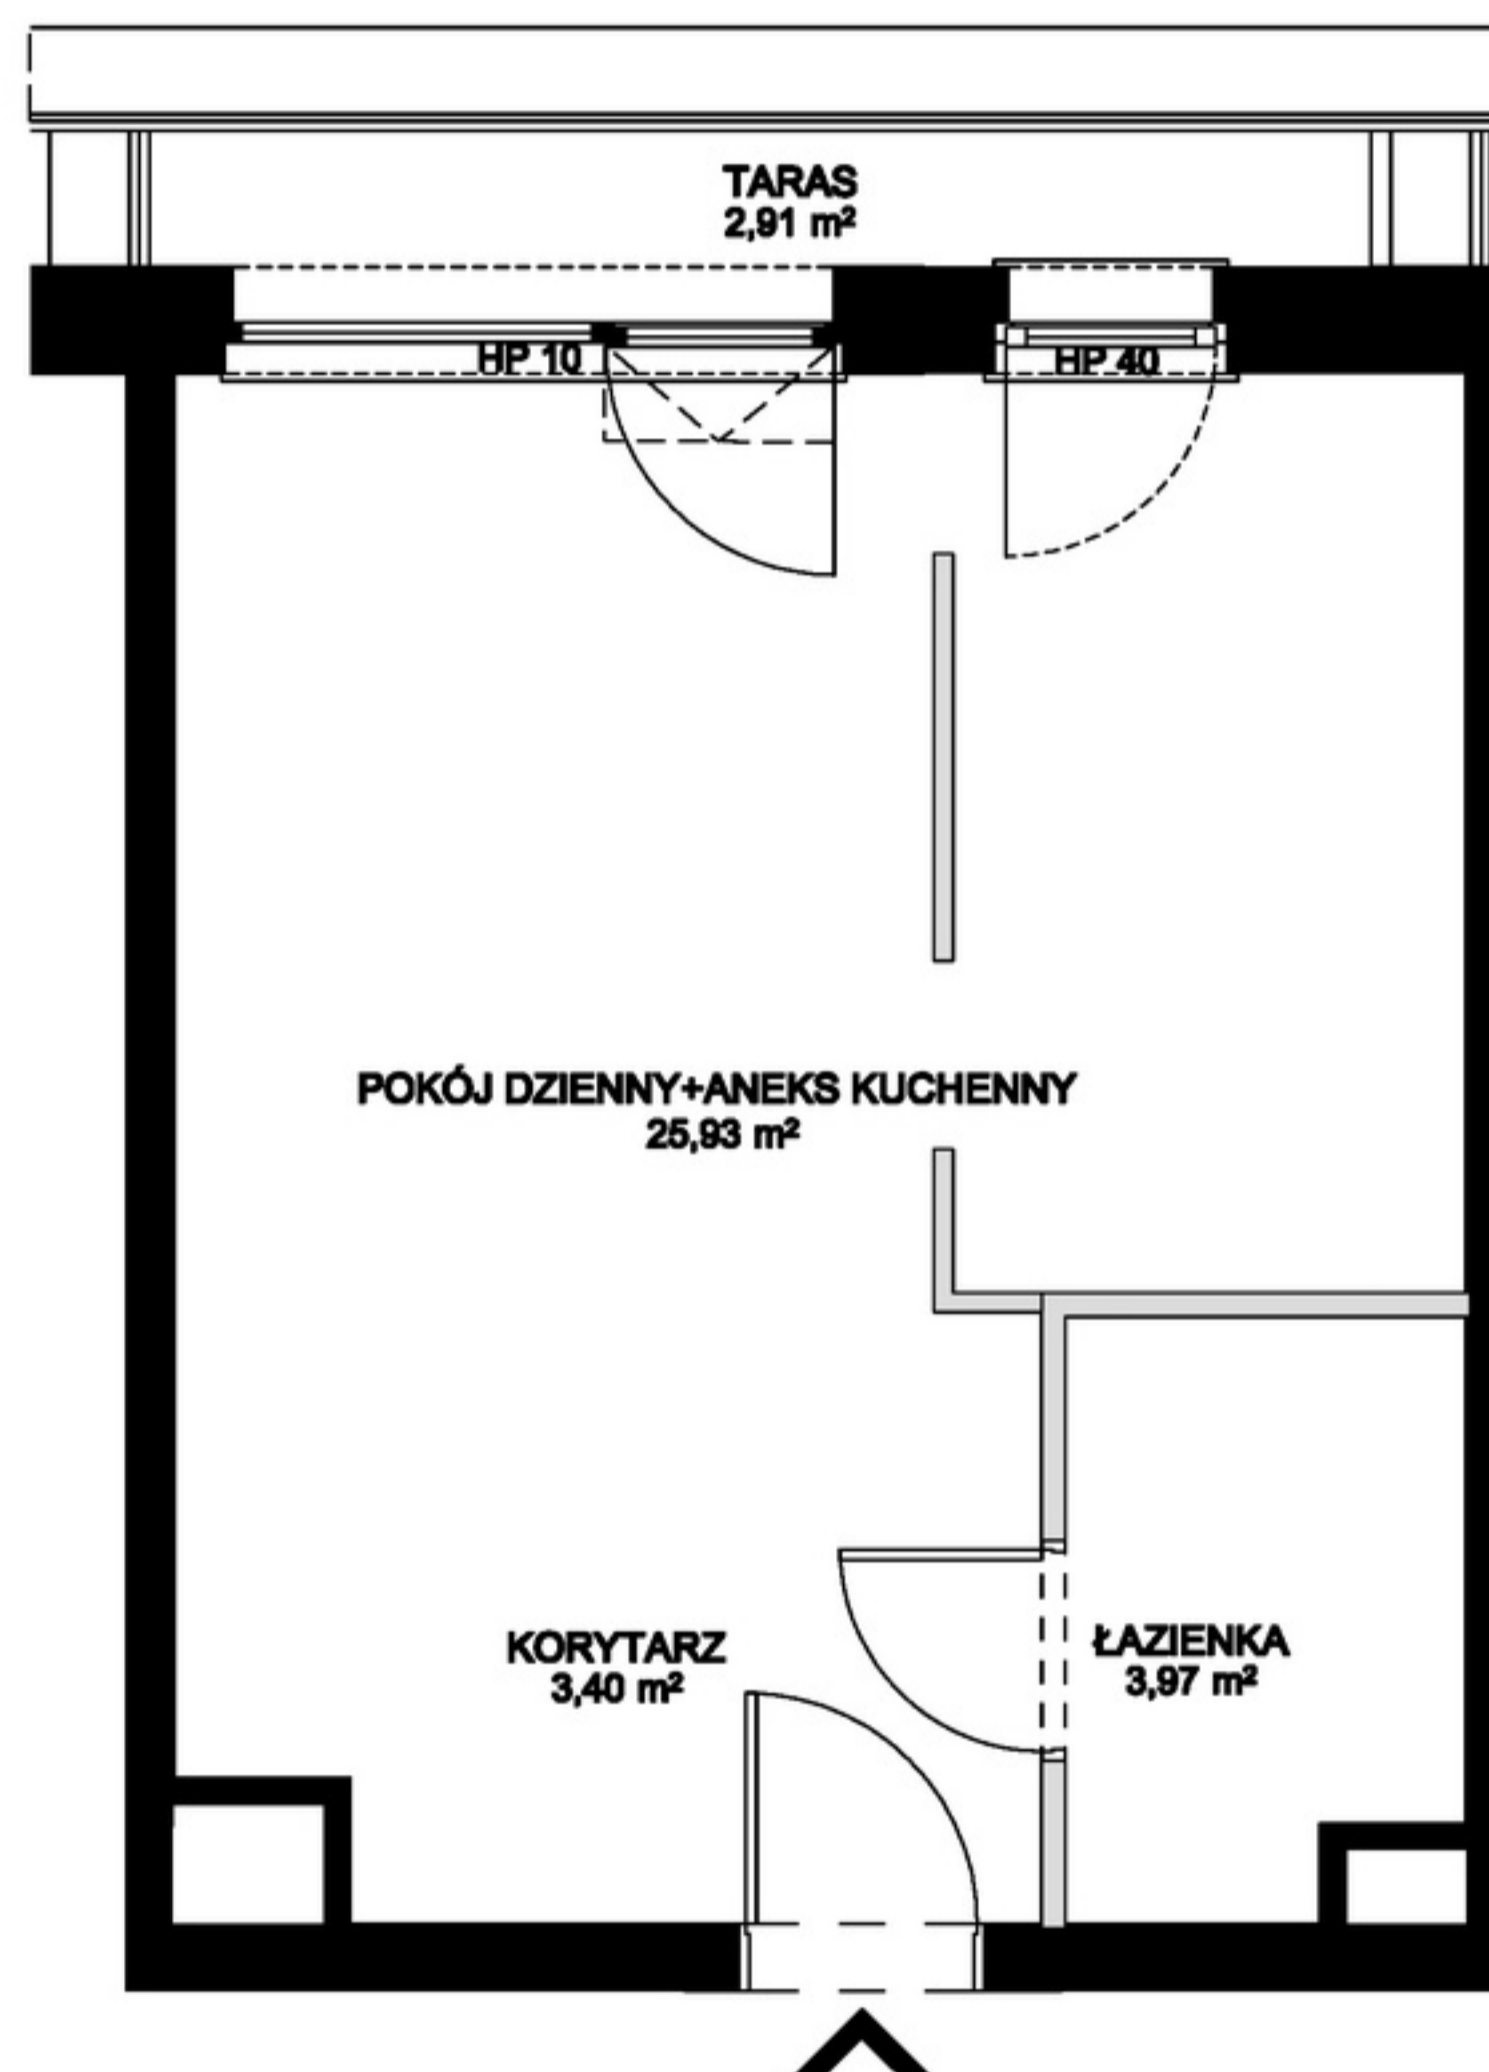 TARAS
2,91 m²
HP 10
HP 40
POKÓJ DZIENNY+ANEKS KUCHENNY
25,93 m²
KORYTARZ
3,40 m²
ŁAZIENKA
3,97 m²